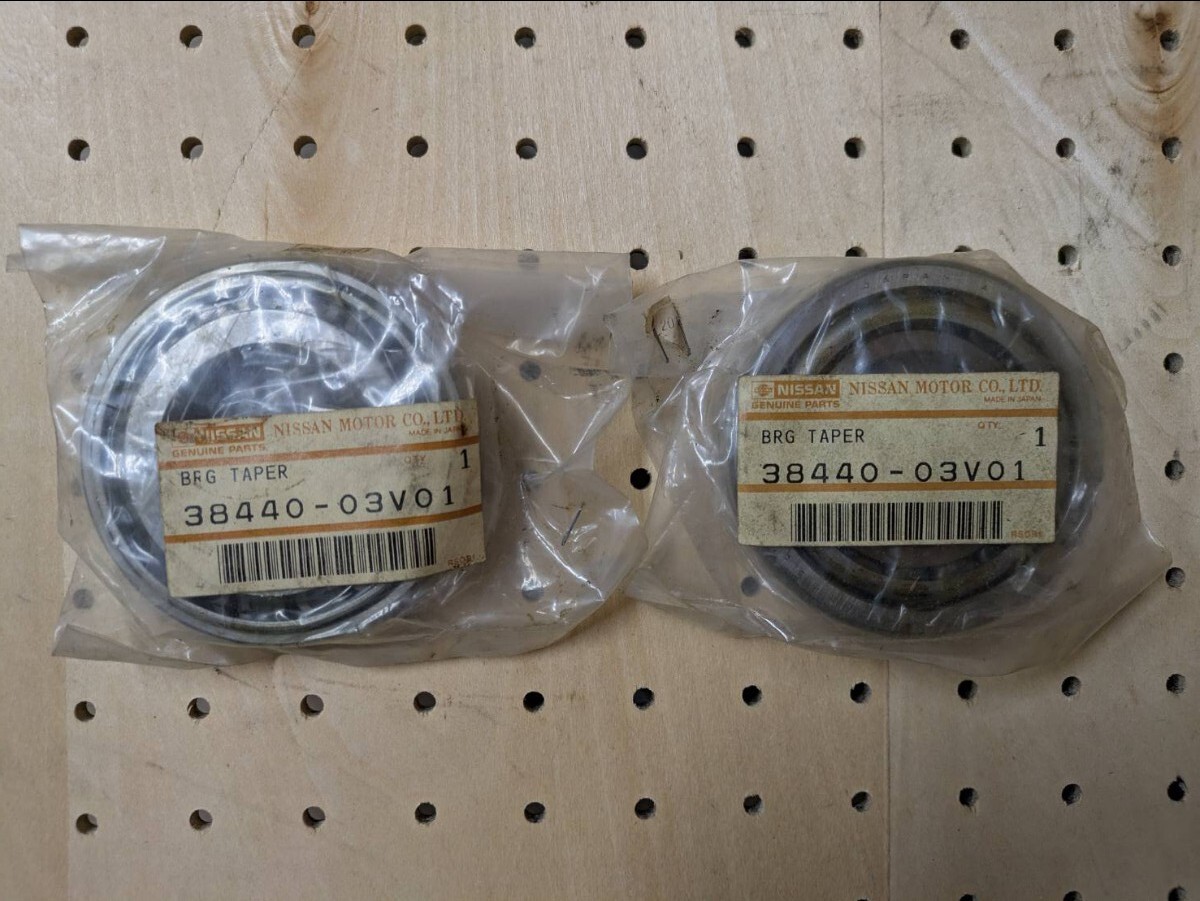 NISSAN NISSAN MOTOR CO., LTD.
GENUINE PARTS MADE IN JAPAN
QTY.
BRG TAPER 1
38440-03V01
NISSAN NISSAN MOTOR CO., LTD.
GENUINE PARTS MADE IN JAPAN
QTY.
BRG TAPER 1
38440-03V01